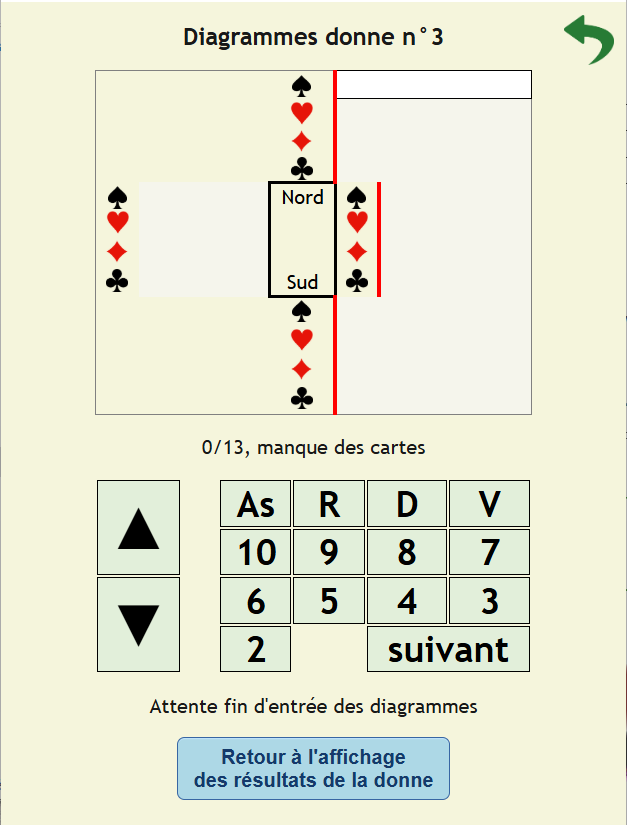 Diagrammes donne n°3
Nord
Sud
0/13, manque des cartes
As R D V
10 9 8 7
6 5 4 3
2 suivant
Attente fin d'entrée des diagrammes
Retour à l'affichage
des résultats de la donne